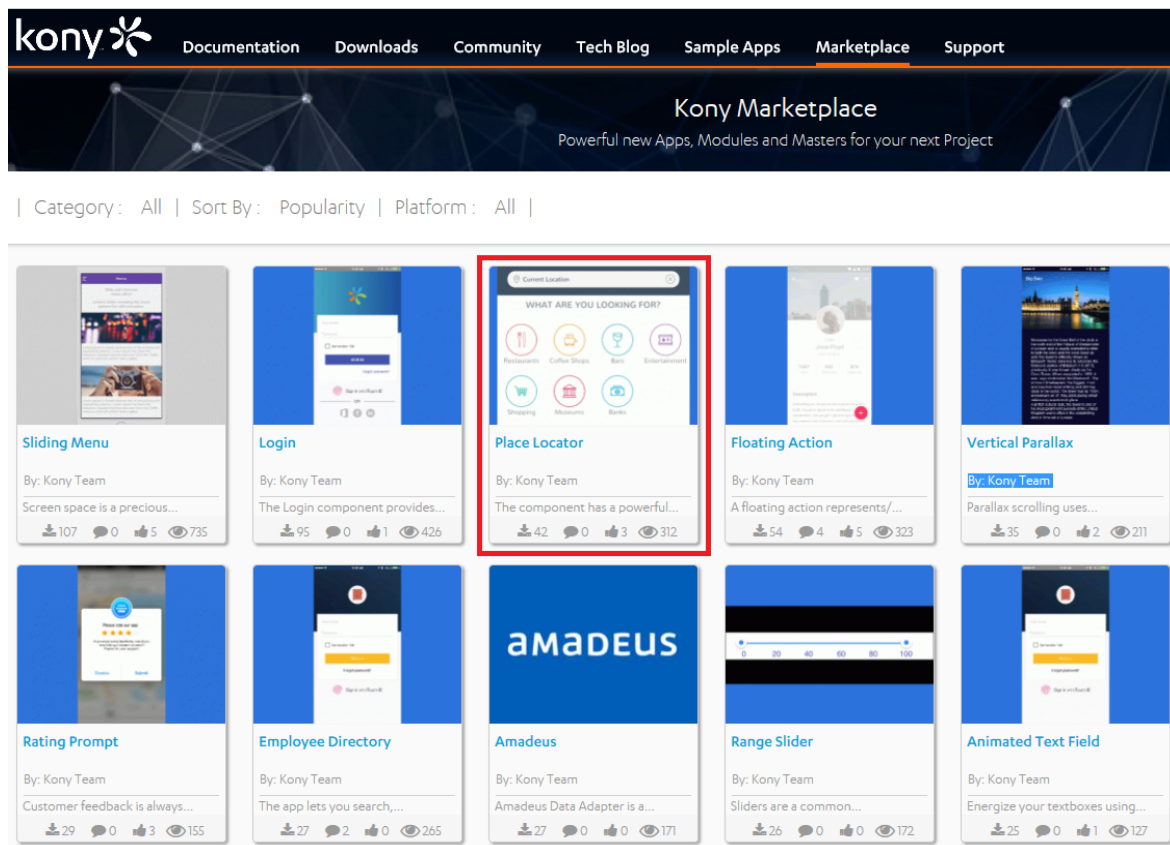 kony
Documentation
Downloads
Community
Tech Blog
Sample Apps
Marketplace
Support
Kony Marketplace
Powerful new Apps, Modules and Masters for your next Project
| Category : All | Sort By : Popularity | Platform : All |
Sliding Menu
By: Kony Team
Screen space is a precious...
107 0 5 735
Login
By: Kony Team
The Login component provides...
95 0 1 426
Current Location
WHAT ARE YOU LOOKING FOR?
Restaurants
Coffee Shops
Bars
Entertainment
Shopping
Museums
Banks
Place Locator
By: Kony Team
The component has a powerful...
42 0 3 312
Floating Action
By: Kony Team
A floating action represents/...
54 4 5 323
Vertical Parallax
By: Kony Team
Parallax scrolling uses...
35 0 2 211
Rating Prompt
By: Kony Team
Customer feedback is always...
29 0 3 155
Employee Directory
By: Kony Team
The app lets you search,...
27 2 0 265
amadeus
Amadeus
By: Kony Team
Amadeus Data Adapter is a...
27 0 0 171
0 20 40 60 80 100
Range Slider
By: Kony Team
Sliders are a common...
26 0 0 172
Animated Text Field
By: Kony Team
Energize your textboxes using...
25 0 1 127